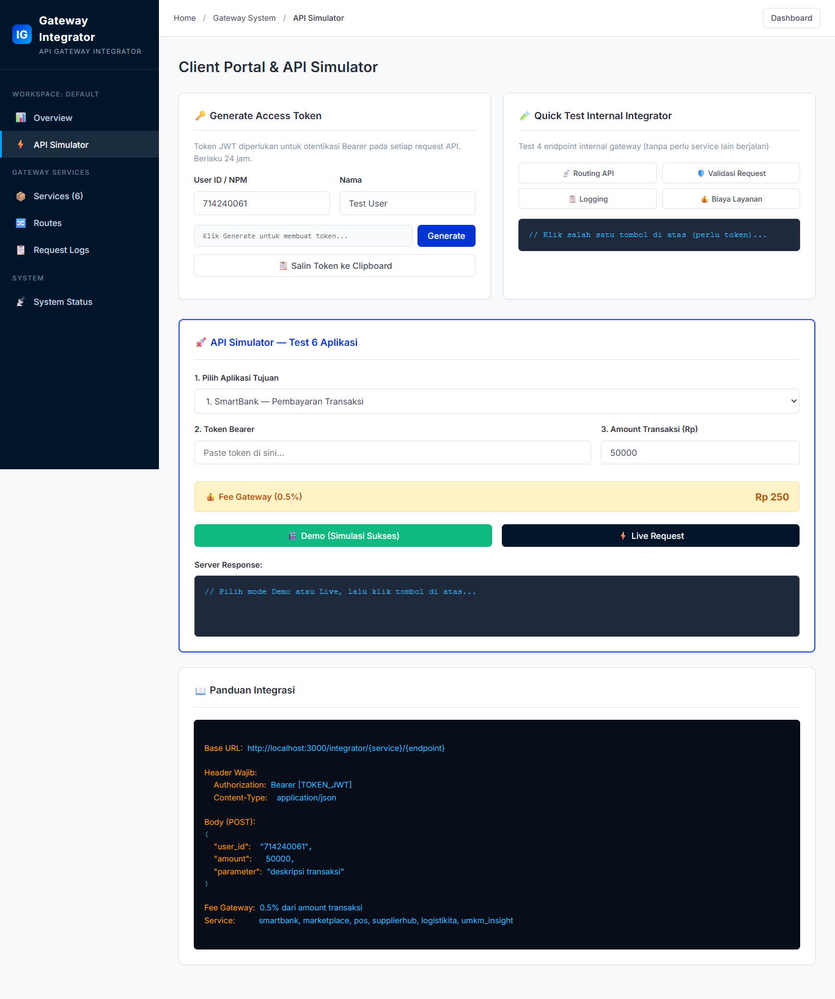 IG
Gateway
Integrator
API GATEWAY INTEGRATOR
WORKSPACE: DEFAULT
Overview
API Simulator
GATEWAY SERVICES
Services (6)
Routes
Request Logs
SYSTEM
System Status
Home / Gateway System / API Simulator
Dashboard
Client Portal & API Simulator
Generate Access Token
Token JWT diperlukan untuk otentikasi Bearer pada setiap request API.
Berlaku 24 jam.
User ID / NPM
Nama
714240061
Test User
Klik Generate untuk membuat token...
Generate
Salin Token ke Clipboard
Quick Test Internal Integrator
Test 4 endpoint internal gateway (tanpa perlu service lain berjalan)
Routing API
Validasi Request
Logging
Biaya Layanan
// Klik salah satu tombol di atas (perlu token)...
API Simulator — Test 6 Aplikasi
1. Pilih Aplikasi Tujuan
1. SmartBank — Pembayaran Transaksi
2. Token Bearer
3. Amount Transaksi (Rp)
Paste token di sini...
50000
Fee Gateway (0.5%)
Rp 250
Demo (Simulasi Sukses)
Live Request
Server Response:
// Pilih mode Demo atau Live, lalu klik tombol di atas...
Panduan Integrasi
Base URL: http://localhost:3000/integrator/{service}/{endpoint}
Header Wajib:
Authorization: Bearer [TOKEN_JWT]
Content-Type: application/json
Body (POST):
{
"user_id": "714240061",
"amount": 50000,
"parameter": "deskripsi transaksi"
}
Fee Gateway: 0.5% dari amount transaksi
Service: smartbank, marketplace, pos, supplierhub, logistikita, umkm_insight